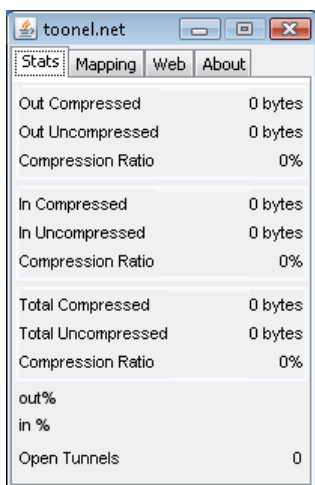 toonel.net
Stats Mapping Web About
Out Compressed 0 bytes
Out Uncompressed 0 bytes
Compression Ratio 0%
In Compressed 0 bytes
In Uncompressed 0 bytes
Compression Ratio 0%
Total Compressed 0 bytes
Total Uncompressed 0 bytes
Compression Ratio 0%
out%
in %
Open Tunnels 0